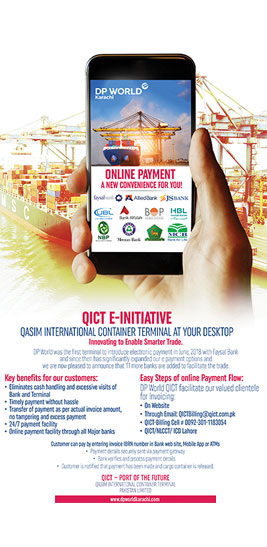 DP WORLD
Karachi
ONLINE PAYMENT
A NEW CONVENIENCE FOR YOU!
faysalbank Allied Bank JS BANK
UBL Bank Alfalah BOP HBL
NBP Meezan Bank MCB
Bank for Life
QICT E-INITIATIVE
QASIM INTERNATIONAL CONTAINER TERMINAL AT YOUR DESKTOP
Innovating to Enable Smarter Trade.
DP World was the first terminal to introduce electronic payment in June, 2018 with Faysal Bank
and since then has significantly expanded our e payment options and
we are now pleased to announce that 11 more banks are added to facilitate the trade.
Key benefits for our customers:
• Eliminates cash handling and excessive visits of
Bank and Terminal
• Timely payment without hassle
• Transfer of payment as per actual invoice amount,
no tampering and excess payment
• 24/7 payment facility
• Online payment facility through all Major banks
Easy Steps of online Payment Flow:
DP World QICT facilitate our valued clientele
for Invoicing:
• On Website
• Through Email: QICTBilling@qict.com.pk
• QICT-Billing Cell # 0092-301-1183054
• QICT/NLCCT/ ICD Lahore
Customer can pay by entering invoice IBRN number in Bank web site, Mobile App or ATMs
• Payment details securely sent via payment gateway
• Bank verifies and process payment details
• Customer is notified that payment has been made and cargo container is released
QICT – PORT OF THE FUTURE
QASIM INTERNATIONAL CONTAINER TERMINAL
PAKISTAN LIMITED
www.dpworldkarachi.com